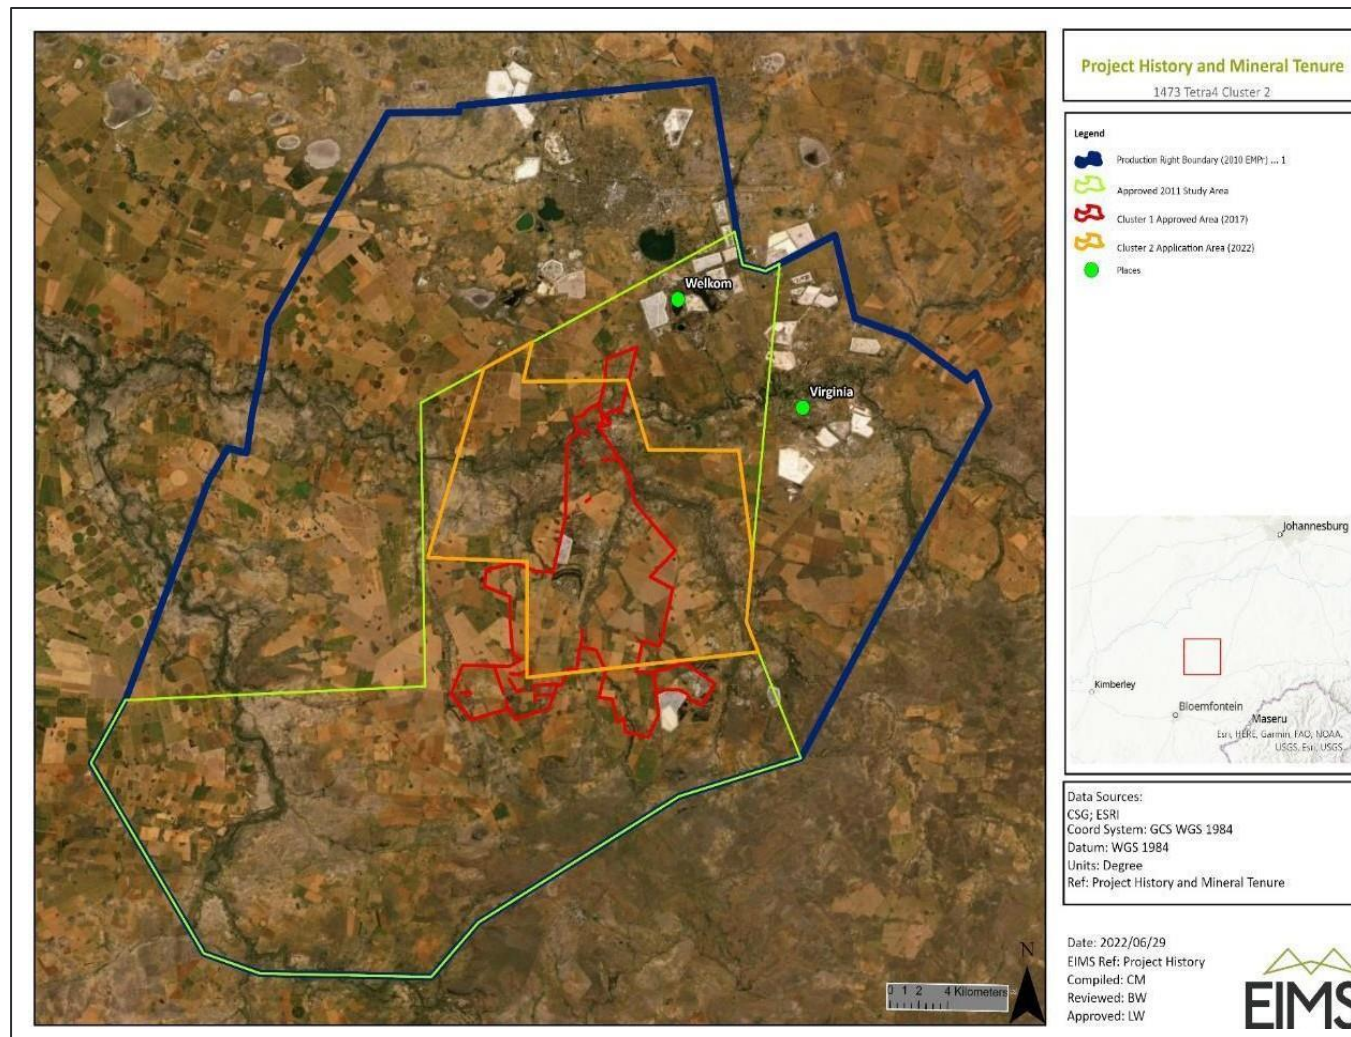 Project History and Mineral Tenure
1473 Tetra4 Cluster 2
Legend
Production Right Boundary (2010 EMPr) ... 1
Approved 2011 Study Area
Cluster 1 Approved Area (2017)
Cluster 2 Application Area (2022)
Places
Welkom
Virginia
Johannesburg
Kimberley
Bloemfontein
Maseru
Esri, HERE, Garmin, FAO, NOAA,
USGS, Esri, USGS
Data Sources:
CSG; ESRI
Coord System: GCS WGS 1984
Datum: WGS 1984
Units: Degree
Ref: Project History and Mineral Tenure
N
0 1 2 4 Kilometers
Date: 2022/06/29
EIMS Ref: Project History
Compiled: CM
Reviewed: BW
Approved: LW
EIMS